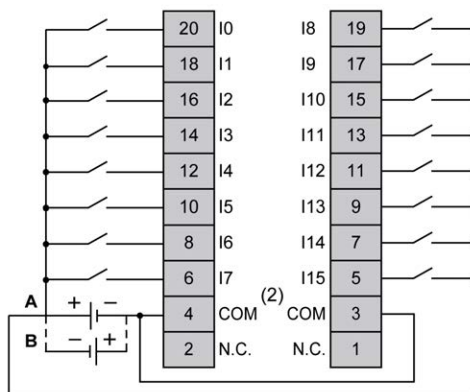 20 I0 I8 19
18 I1 I9 17
16 I2 I10 15
14 I3 I11 13
12 I4 I12 11
10 I5 I13 9
8 I6 I14 7
6 I7 I15 5
(2)
A + − 4 COM COM 3
B − + 2 N.C. N.C. 1